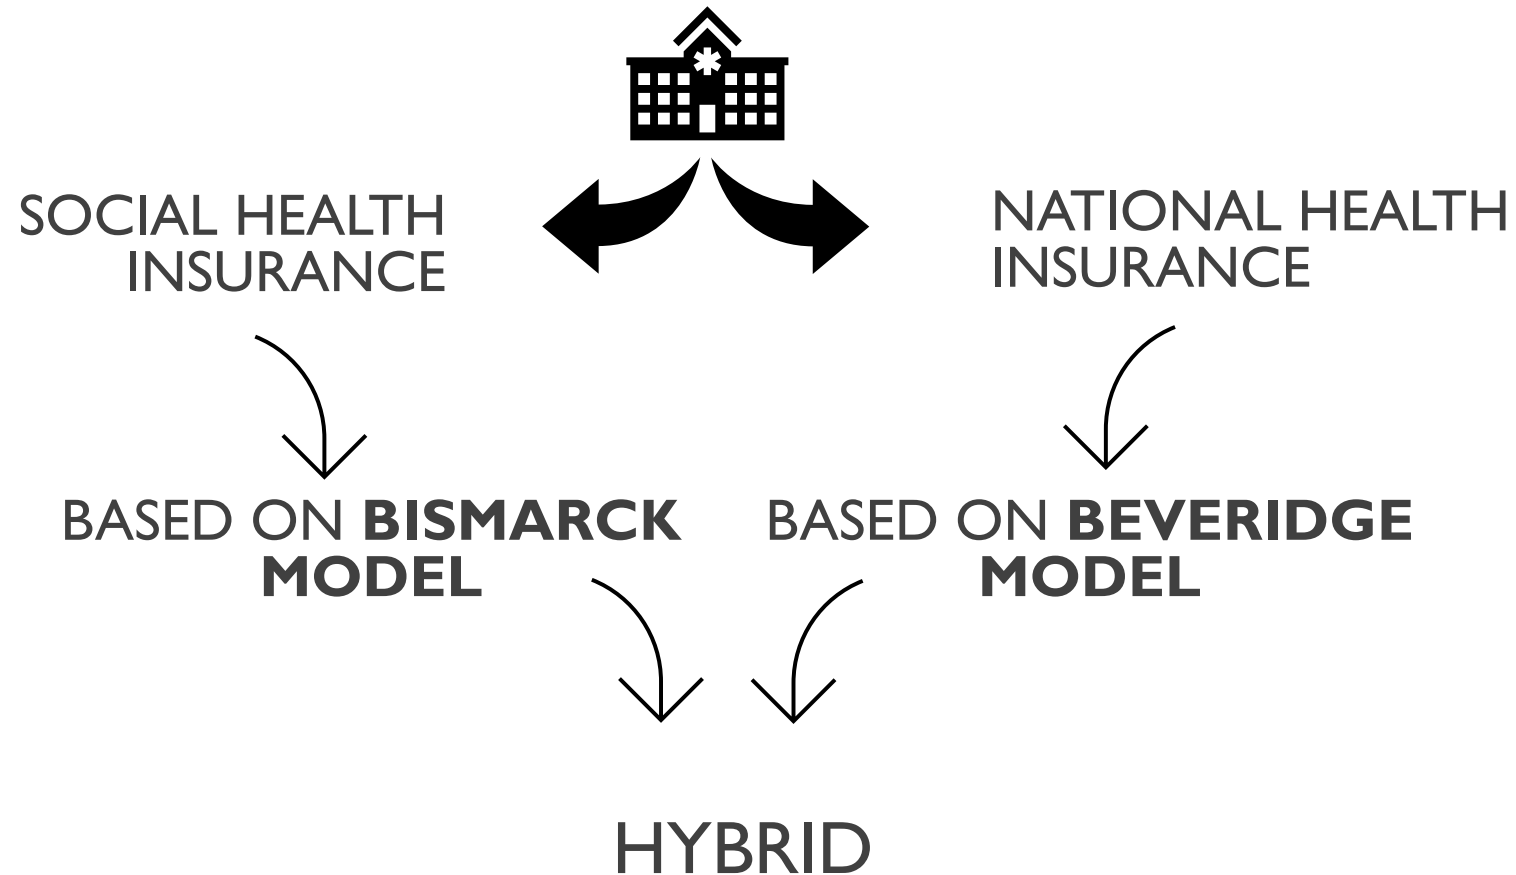 SOCIAL HEALTH
INSURANCE
NATIONAL HEALTH
INSURANCE
BASED ON BISMARCK
MODEL
BASED ON BEVERIDGE
MODEL
HYBRID